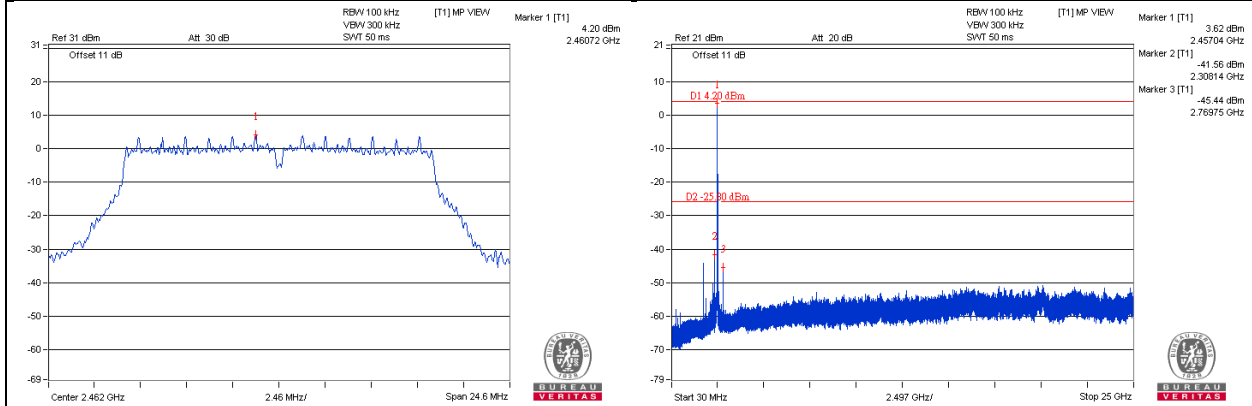 RBW 100 kHz
[T1] MP VIEW
VBW 300 kHz
SWT 50 ms
Ref 31 dBm
Att 30 dB
Offset 11 dB
Marker 1 [T1]
4.20 dBm
2.46072 GHz
31
20
10
0
-10
-20
-30
-40
-50
-60
-69
1
Center 2.462 GHz
2.46 MHz/
Span 24.6 MHz
1828
BUREAU
VERITAS
RBW 100 kHz
[T1] MP VIEW
VBW 300 kHz
SWT 50 ms
Ref 21 dBm
Att 20 dB
Offset 11 dB
Marker 1 [T1]
3.62 dBm
2.45704 GHz
Marker 2 [T1]
-41.56 dBm
2.30814 GHz
Marker 3 [T1]
-45.44 dBm
2.76975 GHz
21
10
0
-10
-20
-30
-40
-50
-60
-70
-79
1
D1 4.20 dBm
D2 -25.80 dBm
2
3
Start 30 MHz
2.497 GHz/
Stop 25 GHz
1828
BUREAU
VERITAS